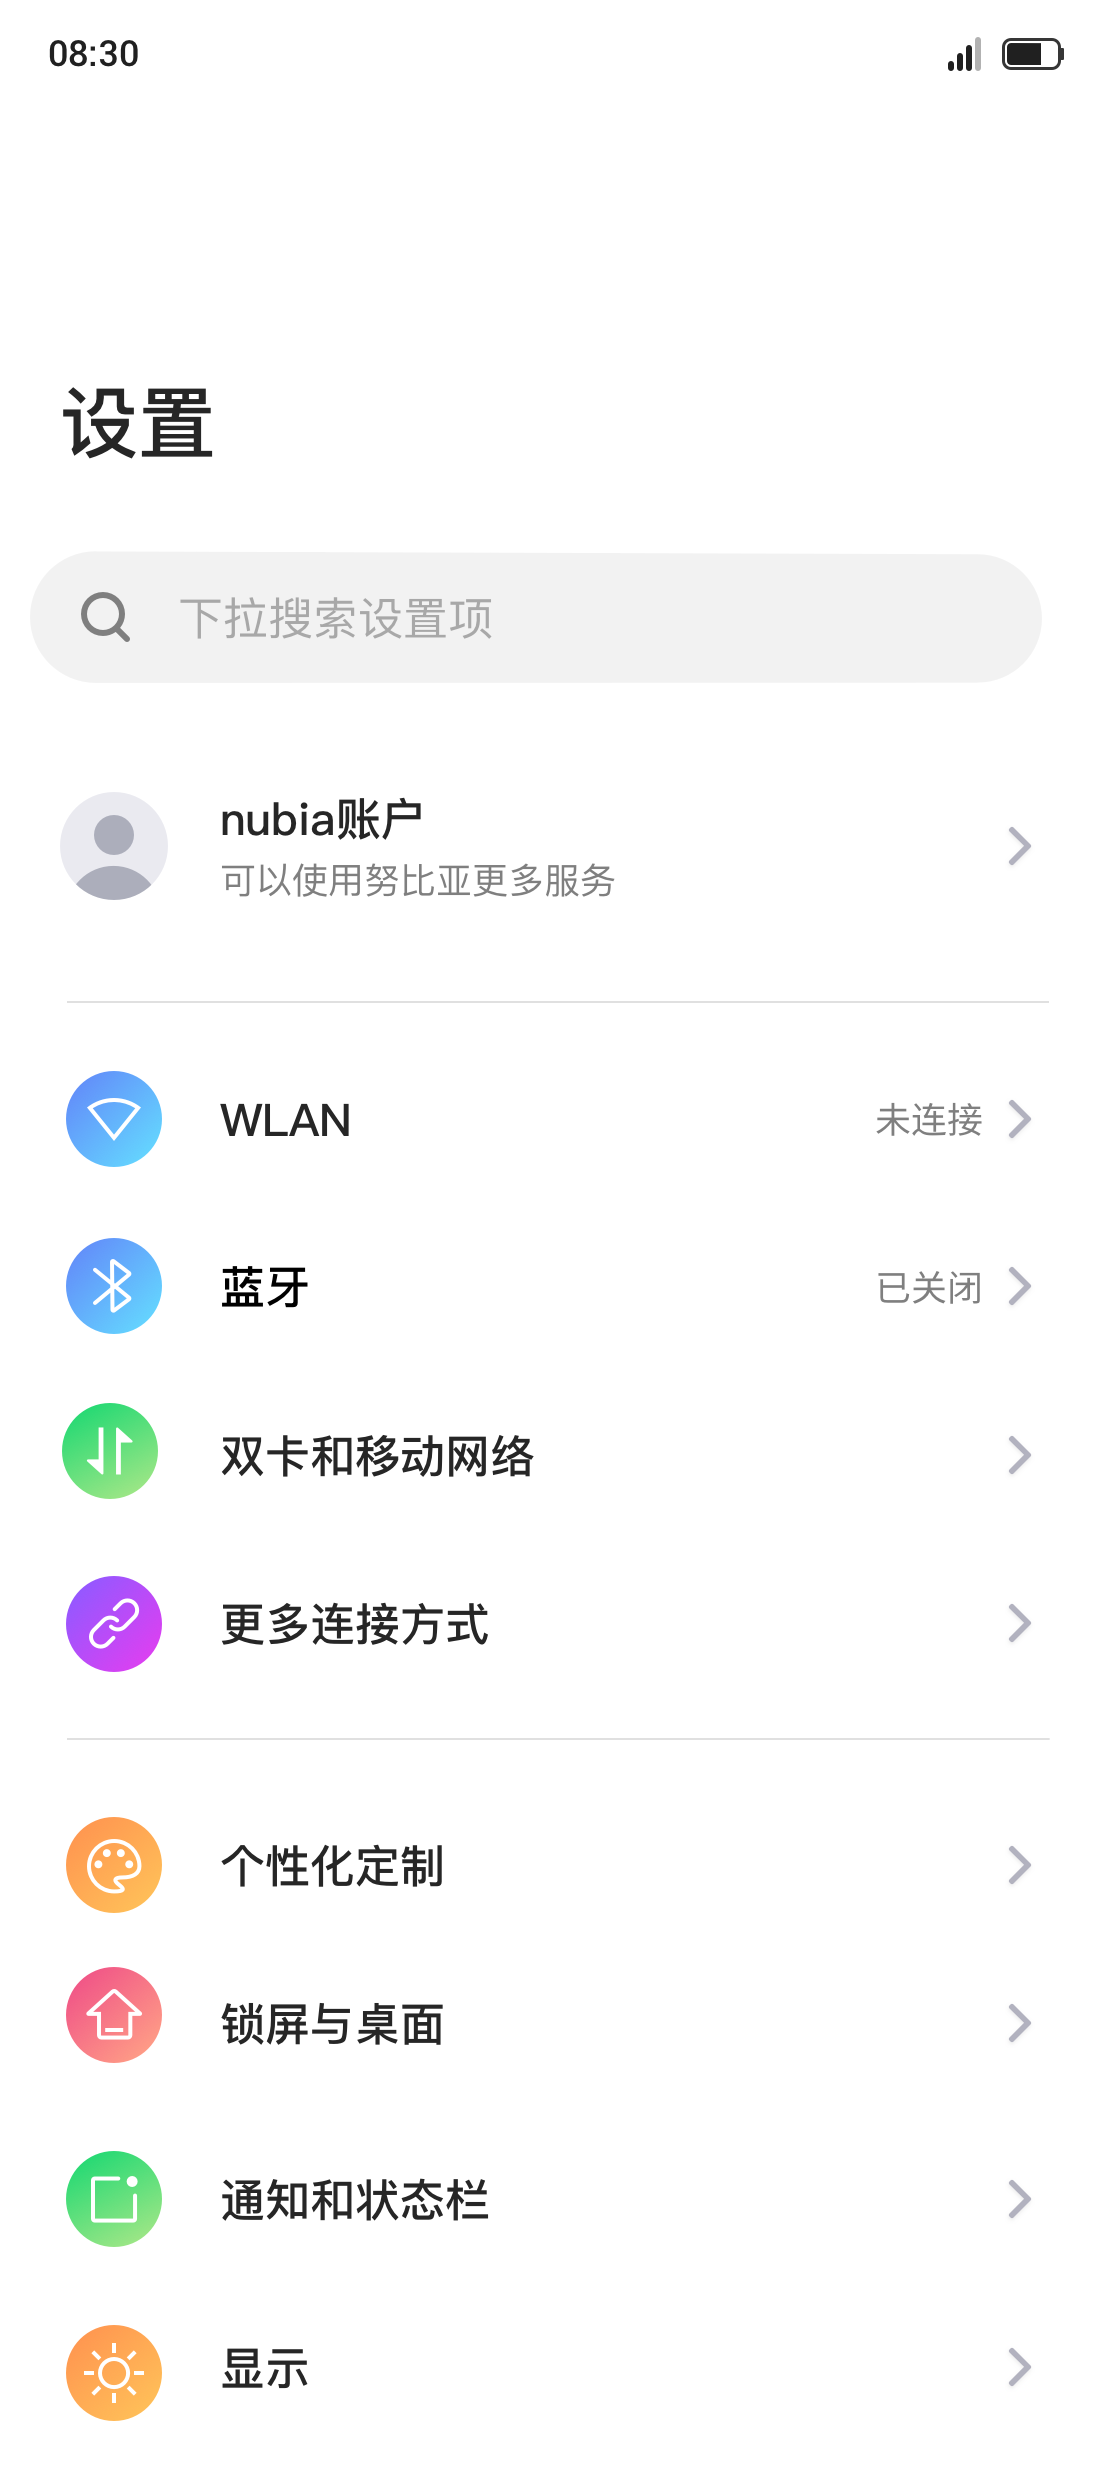 08:30
设置
下拉搜索设置项
nubia账户
可以使用努比亚更多服务
WLAN 未连接
蓝牙 已关闭
双卡和移动网络
更多连接方式
个性化定制
锁屏与桌面
通知和状态栏
显示